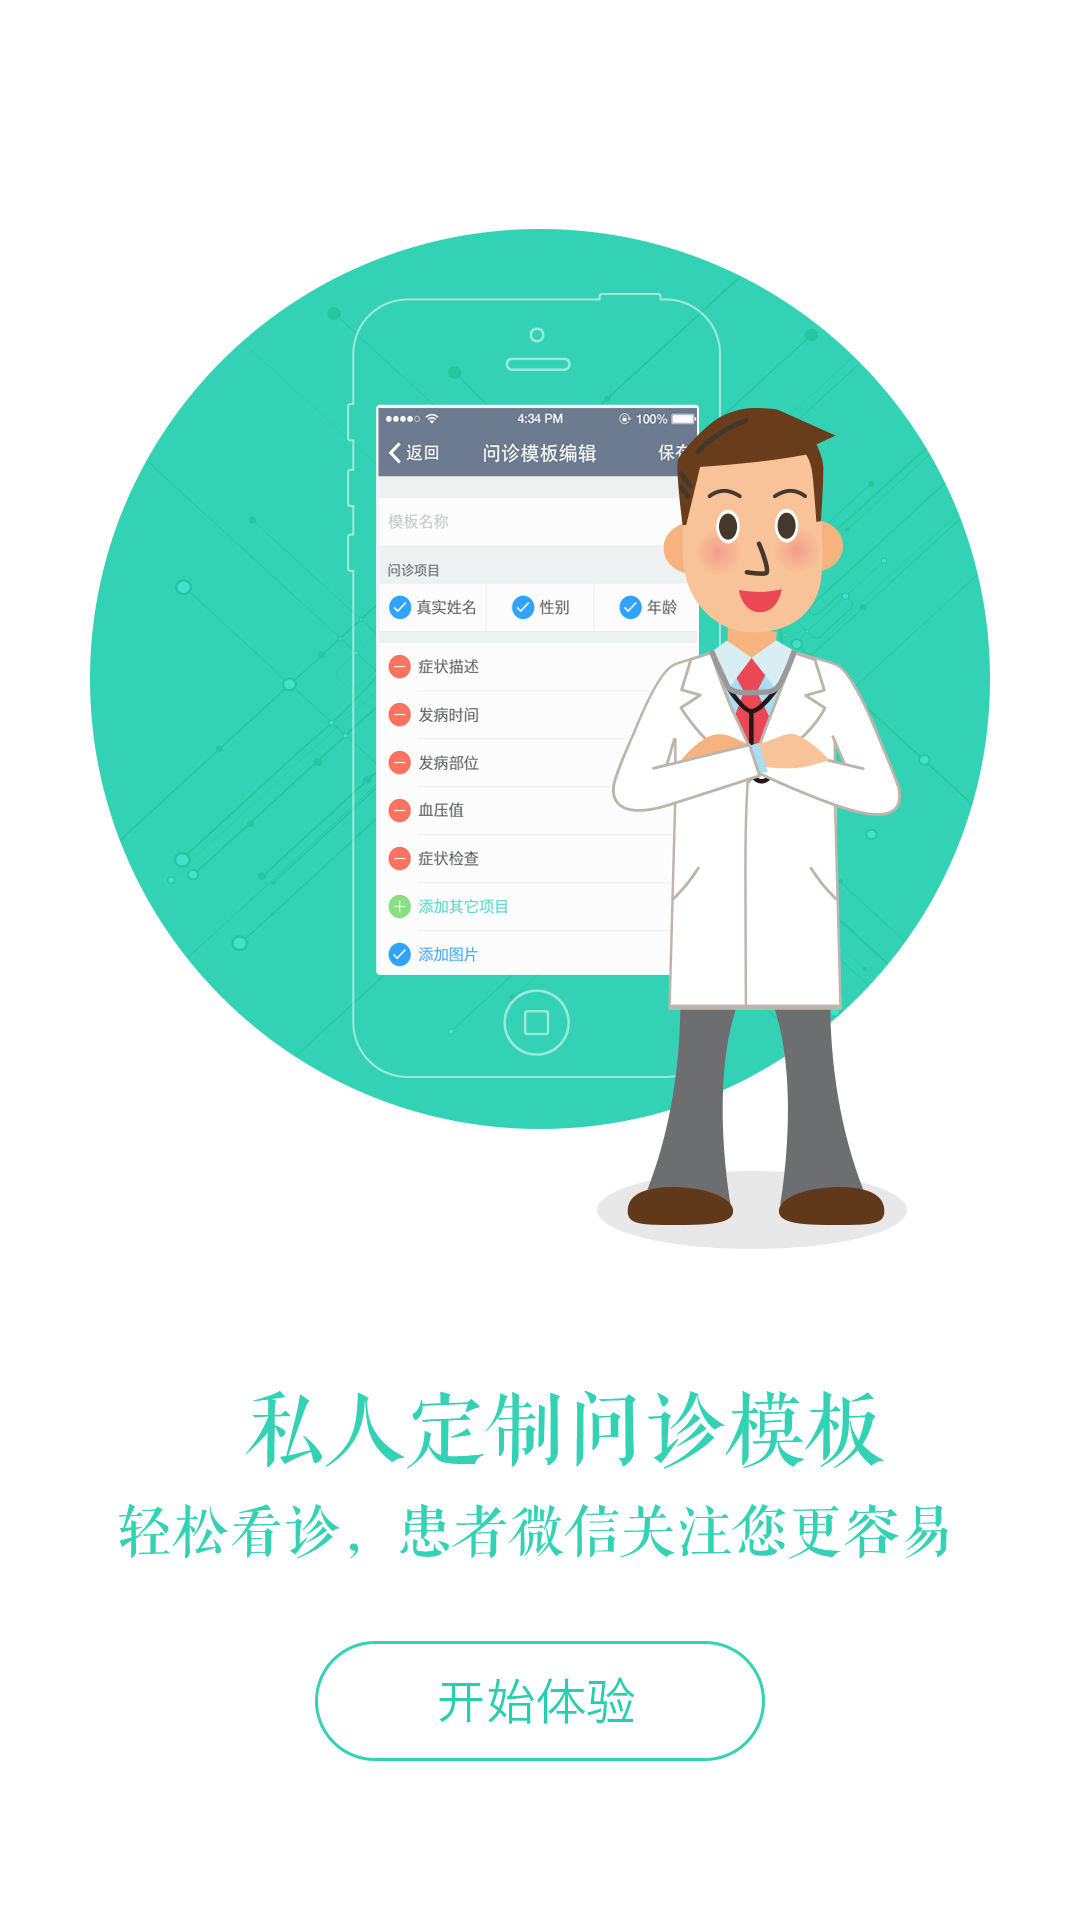 4:34 PM 100%
返回 问诊模板编辑 保存
模板名称
问诊项目
真实姓名 性别 年龄
症状描述
发病时间
发病部位
血压值
症状检查
添加其它项目
添加图片
私人定制问诊模板
轻松看诊，患者微信关注您更容易
开始体验